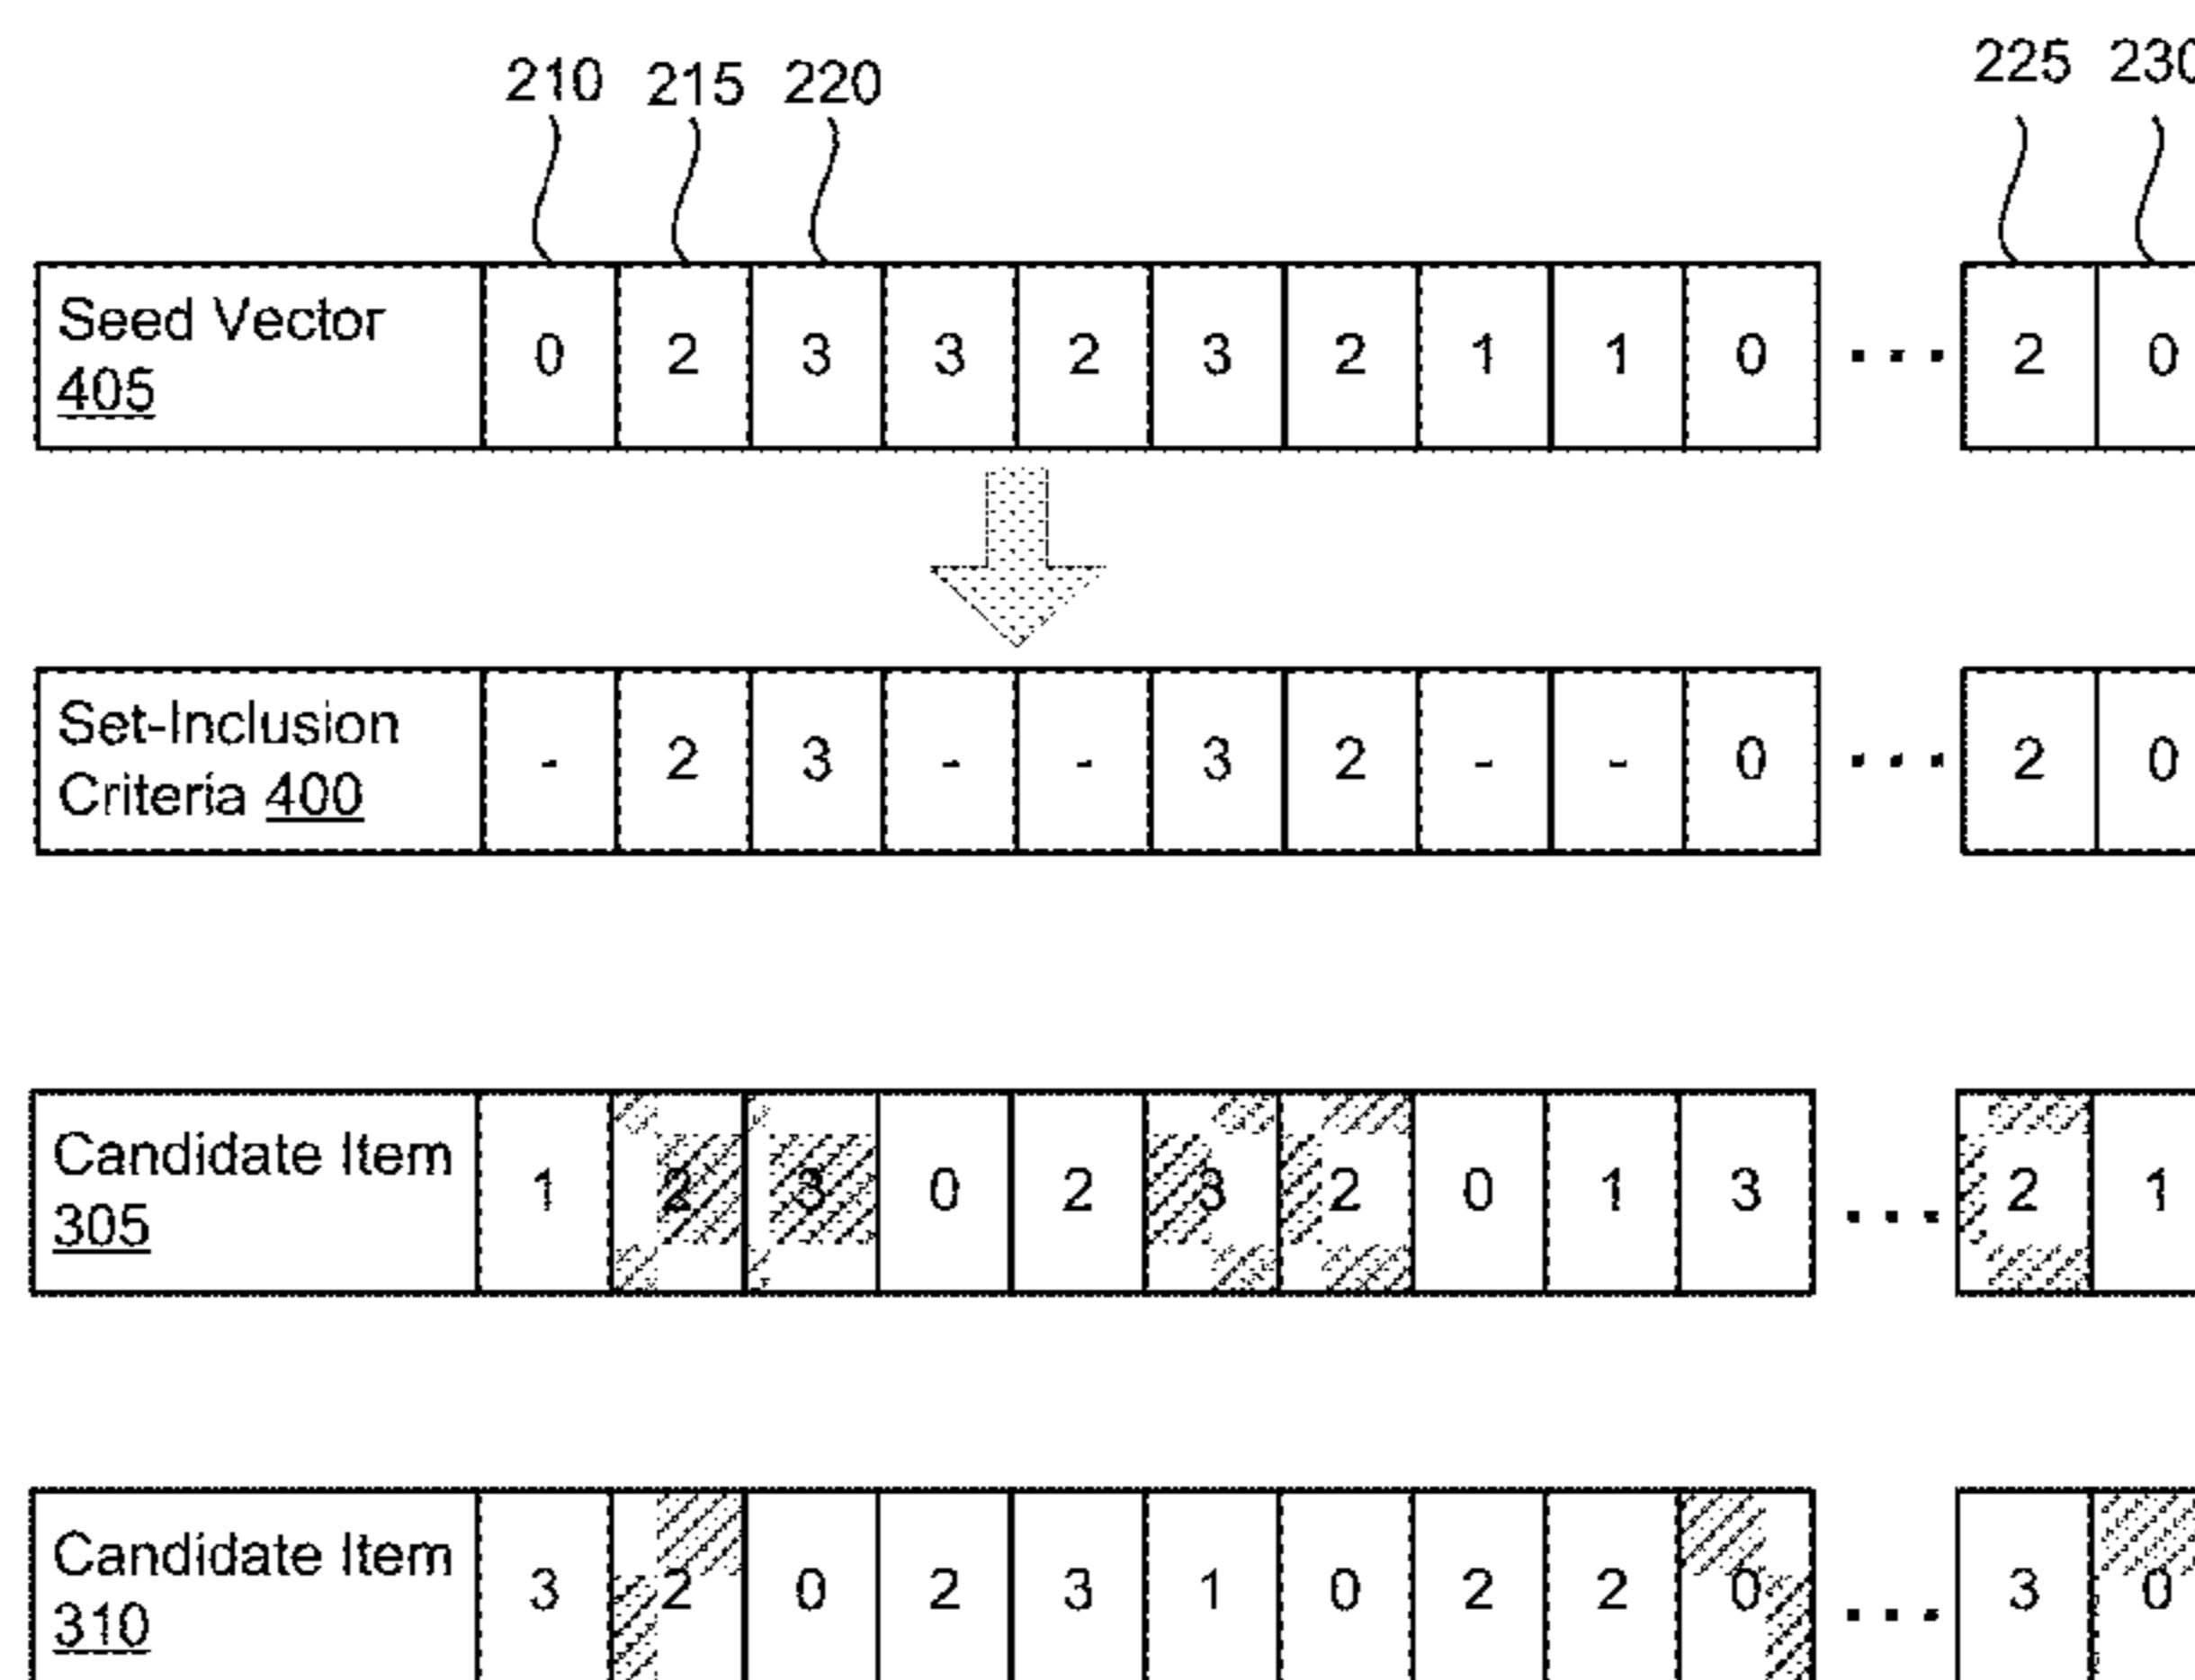 210 215 220 225 230
Seed Vector
405
0 2 3 3 2 3 2 1 1 0 ... 2 0
Set-Inclusion
Criteria 400
- 2 3 - - 3 2 - - 0 ... 2 0
Candidate Item
305
1 2 3 0 2 3 2 0 1 3 ... 2 1
Candidate Item
310
3 2 0 2 3 1 0 2 2 0 ... 3 0